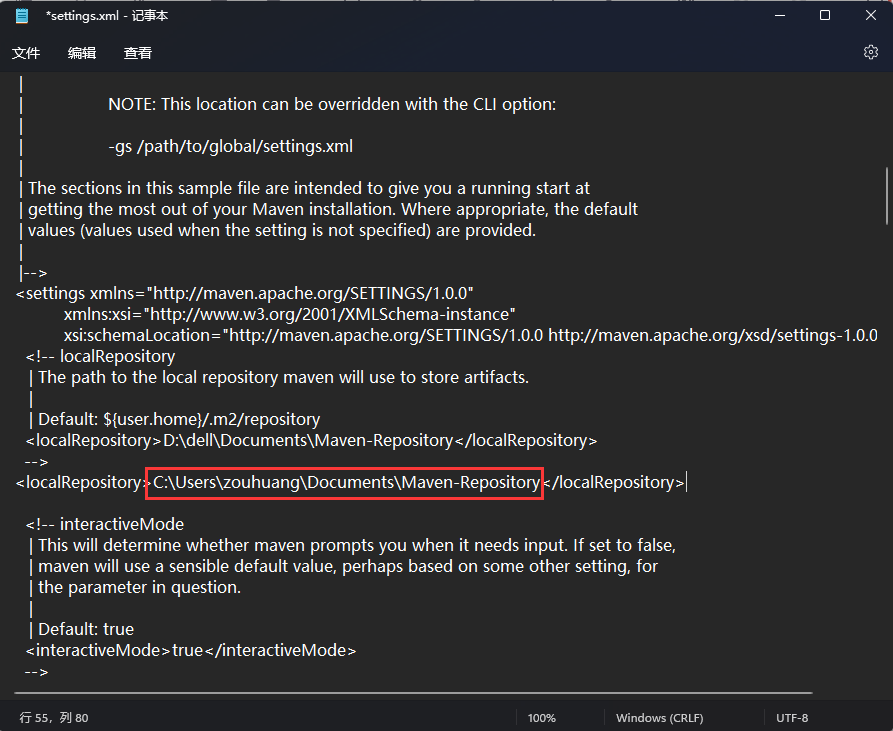 *settings.xml - 记事本
文件 编辑 查看
|
| NOTE: This location can be overridden with the CLI option:
|
| -gs /path/to/global/settings.xml
|
| The sections in this sample file are intended to give you a running start at
| getting the most out of your Maven installation. Where appropriate, the default
| values (values used when the setting is not specified) are provided.
|
|-->
<settings xmlns="http://maven.apache.org/SETTINGS/1.0.0"
xmlns:xsi="http://www.w3.org/2001/XMLSchema-instance"
xsi:schemaLocation="http://maven.apache.org/SETTINGS/1.0.0 http://maven.apache.org/xsd/settings-1.0.0
<!-- localRepository
| The path to the local repository maven will use to store artifacts.
|
| Default: ${user.home}/.m2/repository
<localRepository>D:\dell\Documents\Maven-Repository</localRepository>
-->
<localRepository>C:\Users\zouhuang\Documents\Maven-Repository</localRepository>
<!-- interactiveMode
| This will determine whether maven prompts you when it needs input. If set to false,
| maven will use a sensible default value, perhaps based on some other setting, for
| the parameter in question.
|
| Default: true
<interactiveMode>true</interactiveMode>
-->
行 55，列 80 100% Windows (CRLF) UTF-8